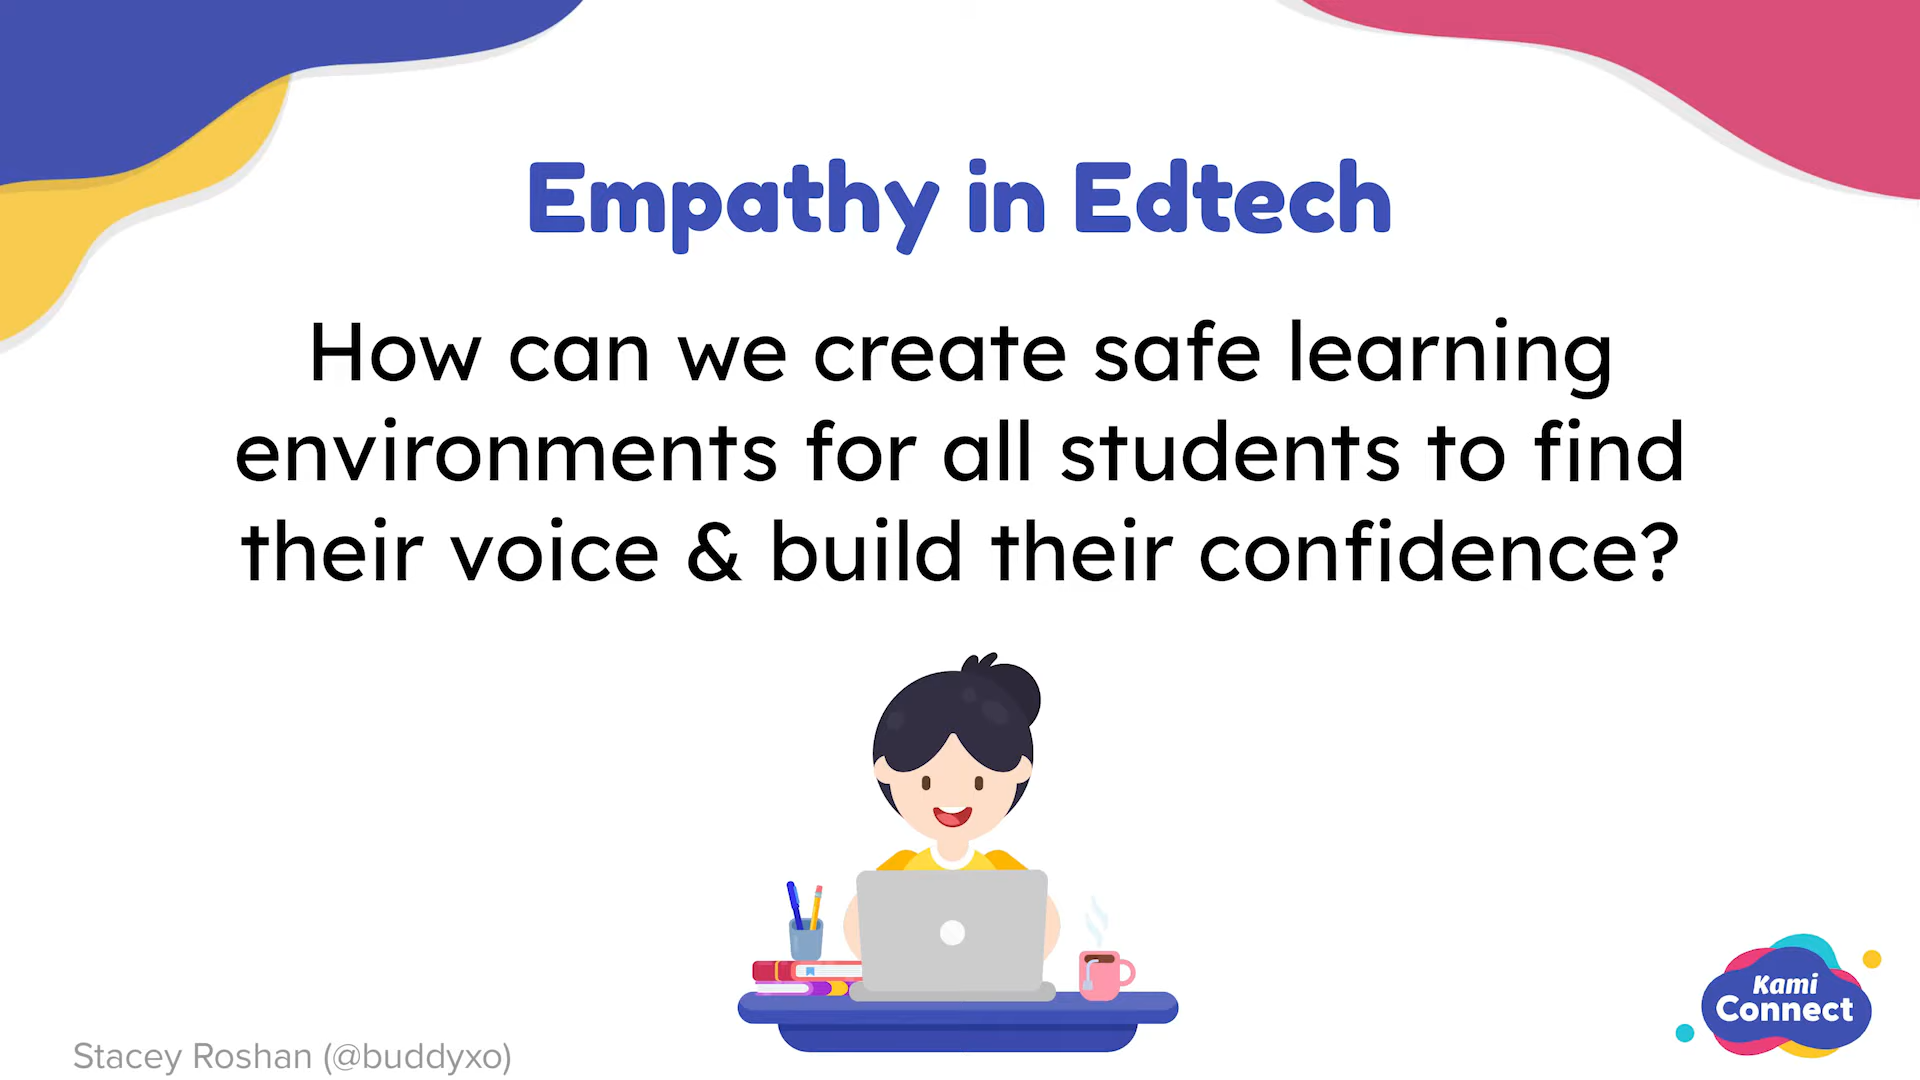 Empathy in Edtech
How can we create safe learning
environments for all students to find
their voice & build their confidence?
Kami
Connect
Stacey Roshan (@buddyxo)